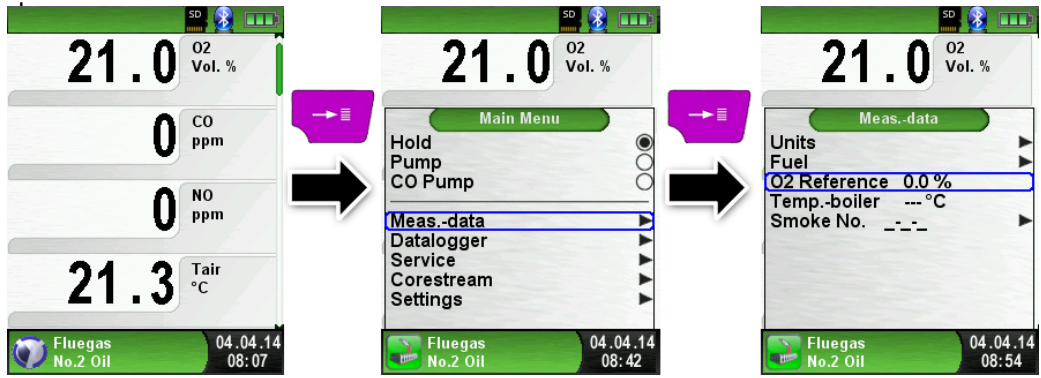 SD
21.0 O2
Vol. %
0 CO
ppm
0 NO
ppm
21.3 Tair
°C
Fluegas 04.04.14
No.2 Oil 08:07
SD
21.0 O2
Vol. %
Main Menu
Hold
Pump
CO Pump
Meas.-data
Datalogger
Service
Corestream
Settings
Fluegas 04.04.14
No.2 Oil 08:42
SD
21.0 O2
Vol. %
Meas.-data
Units
Fuel
O2 Reference 0.0 %
Temp.-boiler ---°C
Smoke No. _-_-_
Fluegas 04.04.14
No.2 Oil 08:54